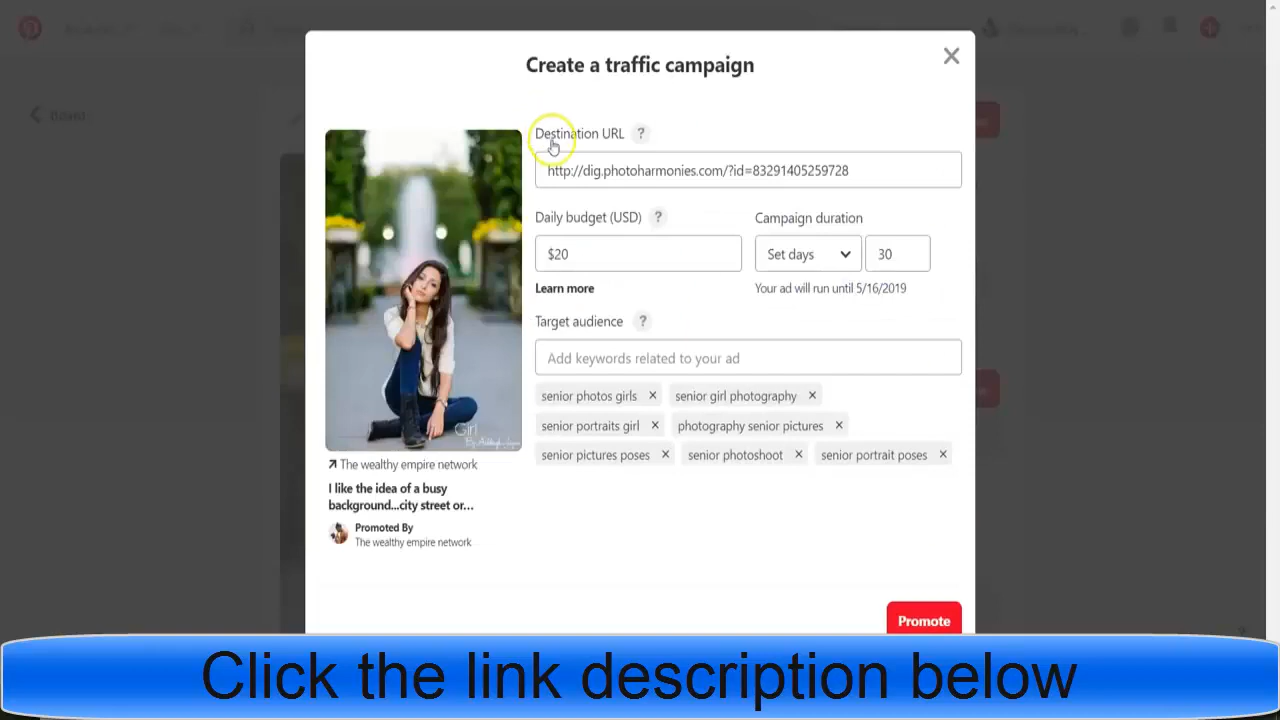 Create a traffic campaign
Destination URL ?
http://dig.photoharmonies.com/?id=83291405259728
Daily budget (USD) ?
Campaign duration
$20
Set days
30
Learn more
Your ad will run until 5/16/2019
Target audience ?
Add keywords related to your ad
senior photos girls × senior girl photography ×
senior portraits girl × photography senior pictures ×
senior pictures poses × senior photoshoot × senior portrait poses ×
Girl
The wealthy empire network
I like the idea of a busy
background...city street or...
Promoted By
The wealthy empire network
Promote
Click the link description below